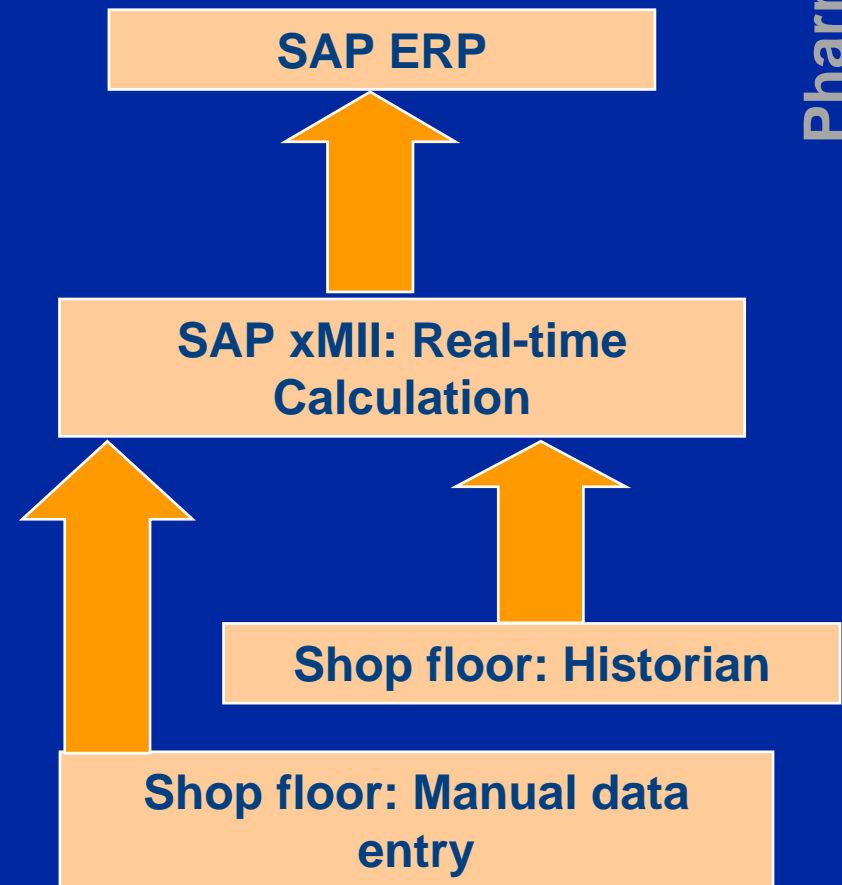 SAP ERP
SAP xMII: Real-time
Calculation
Shop floor: Historian
Shop floor: Manual data
entry